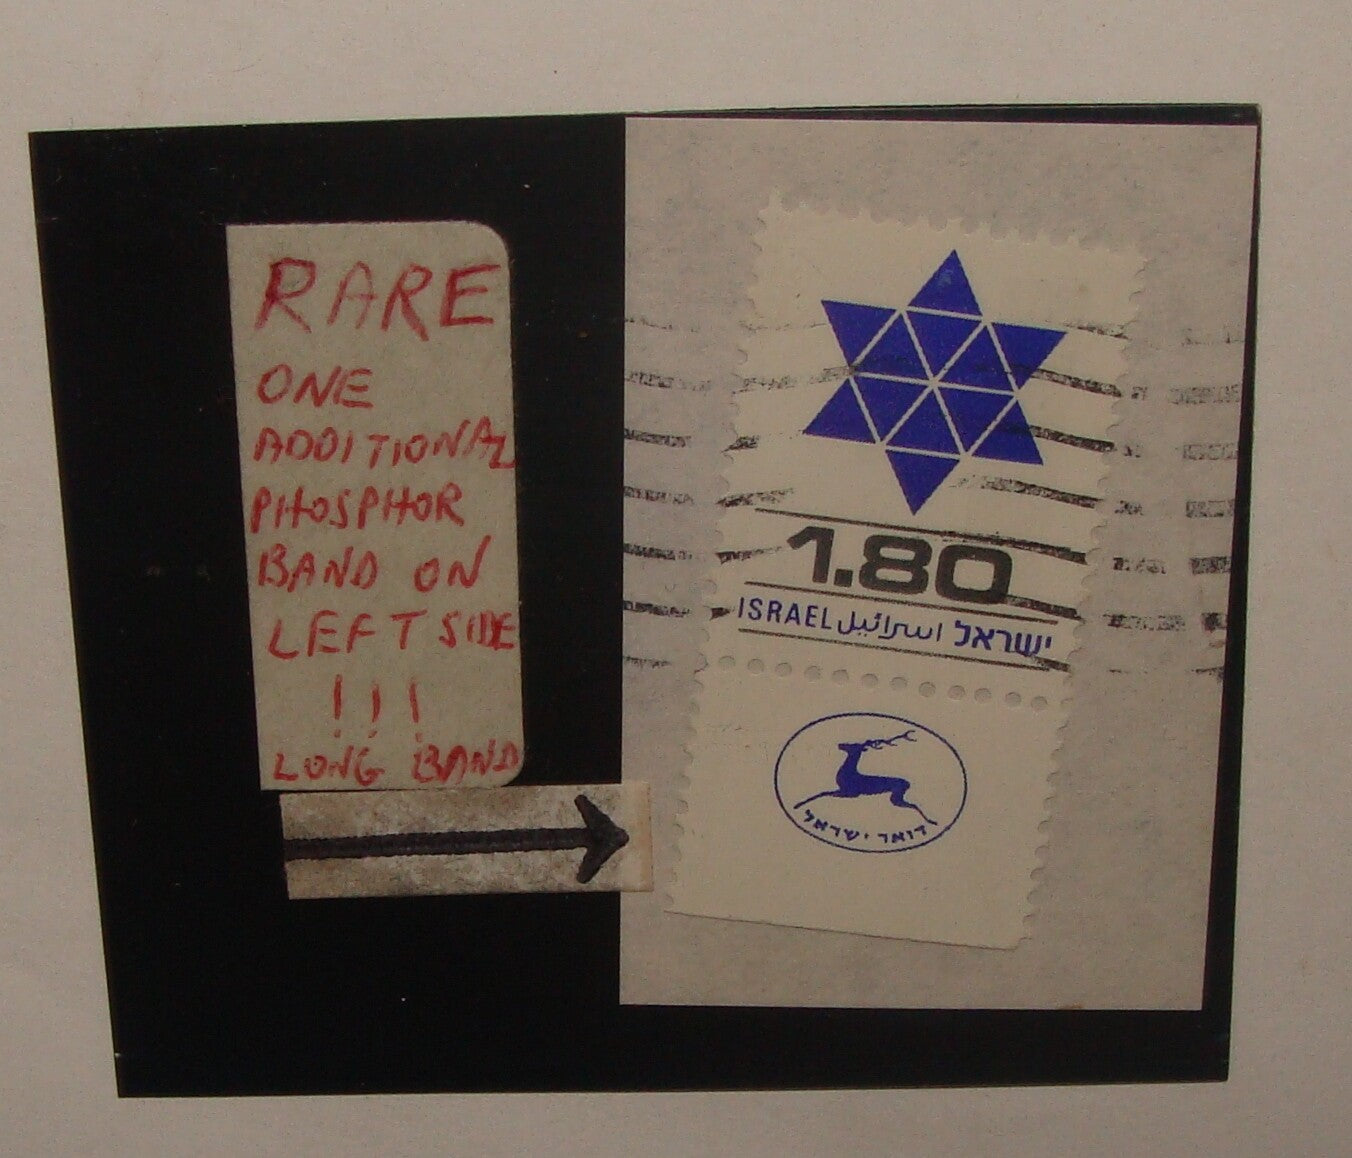 RARE
ONE
ADDITIONAL
PHOSPHOR
BAND ON
LEFT SIDE
!!!
LONG BAND
1.80
ISRAEL اسرائيل ישראל
דואר·ישראל